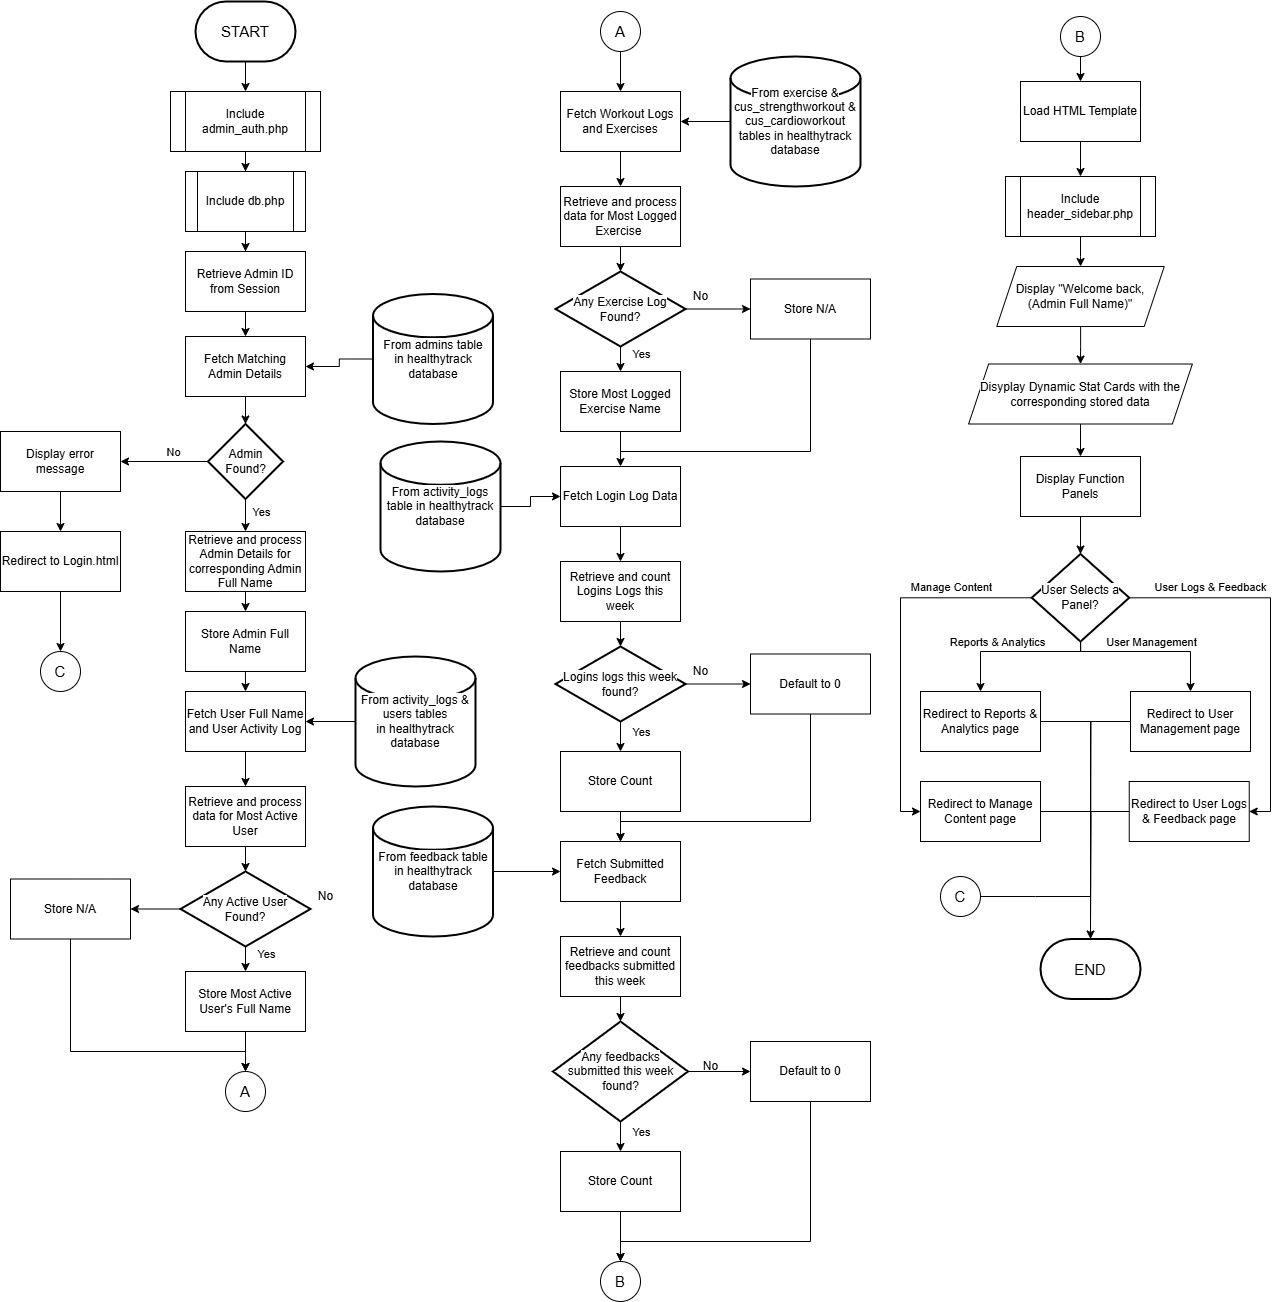 START
Include
admin_auth.php
Include db.php
Retrieve Admin ID
from Session
Fetch Matching
Admin Details
From admins table
in healthytrack
database
Admin
Found?
No
Display error
message
Redirect to Login.html
C
Yes
Retrieve and process
Admin Details for
corresponding Admin
Full Name
Store Admin Full
Name
Fetch User Full Name
and User Activity Log
From activity_logs &
users tables
in healthytrack
database
Retrieve and process
data for Most Active
User
Any Active User
Found?
No
Store N/A
Yes
Store Most Active
User's Full Name
A
A
Fetch Workout Logs
and Exercises
From exercise &
cus_strengthworkout &
cus_cardioworkout
tables in healthytrack
database
Retrieve and process
data for Most Logged
Exercise
Any Exercise Log
Found?
No
Store N/A
Yes
Store Most Logged
Exercise Name
From activity_logs
table in healthytrack
database
Fetch Login Log Data
Retrieve and count
Logins Logs this
week
Logins logs this week
found?
No
Default to 0
Yes
Store Count
From feedback table
in healthytrack
database
Fetch Submitted
Feedback
Retrieve and count
feedbacks submitted
this week
Any feedbacks
submitted this week
found?
No
Default to 0
Yes
Store Count
B
B
Load HTML Template
Include
header_sidebar.php
Display "Welcome back,
(Admin Full Name)"
Disyplay Dynamic Stat Cards with the
corresponding stored data
Display Function
Panels
User Selects a
Panel?
Manage Content
User Logs & Feedback
Reports & Analytics
User Management
Redirect to Reports &
Analytics page
Redirect to User
Management page
Redirect to Manage
Content page
Redirect to User Logs
& Feedback page
C
END